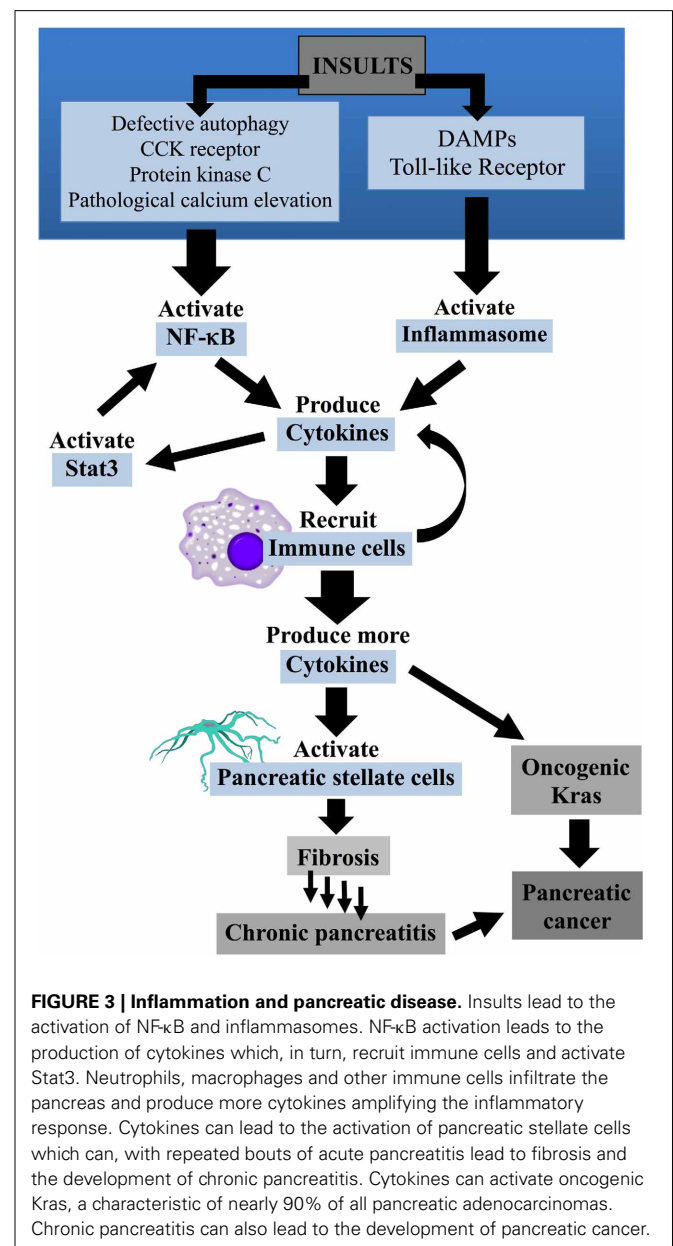 INSULTS
Defective autophagy
CCK receptor
Protein kinase C
Pathological calcium elevation
DAMPs
Toll-like Receptor
Activate
NF-κB
Activate
Inflammasome
Produce
Cytokines
Activate
Stat3
Recruit
Immune cells
Produce more
Cytokines
Activate
Pancreatic stellate cells
Oncogenic
Kras
Fibrosis
Pancreatic
cancer
Chronic pancreatitis
FIGURE 3 | Inflammation and pancreatic disease. Insults lead to the
activation of NF-κB and inflammasomes. NF-κB activation leads to the
production of cytokines which, in turn, recruit immune cells and activate
Stat3. Neutrophils, macrophages and other immune cells infiltrate the
pancreas and produce more cytokines amplifying the inflammatory
response. Cytokines can lead to the activation of pancreatic stellate cells
which can, with repeated bouts of acute pancreatitis lead to fibrosis and
the development of chronic pancreatitis. Cytokines can activate oncogenic
Kras, a characteristic of nearly 90% of all pancreatic adenocarcinomas.
Chronic pancreatitis can also lead to the development of pancreatic cancer.